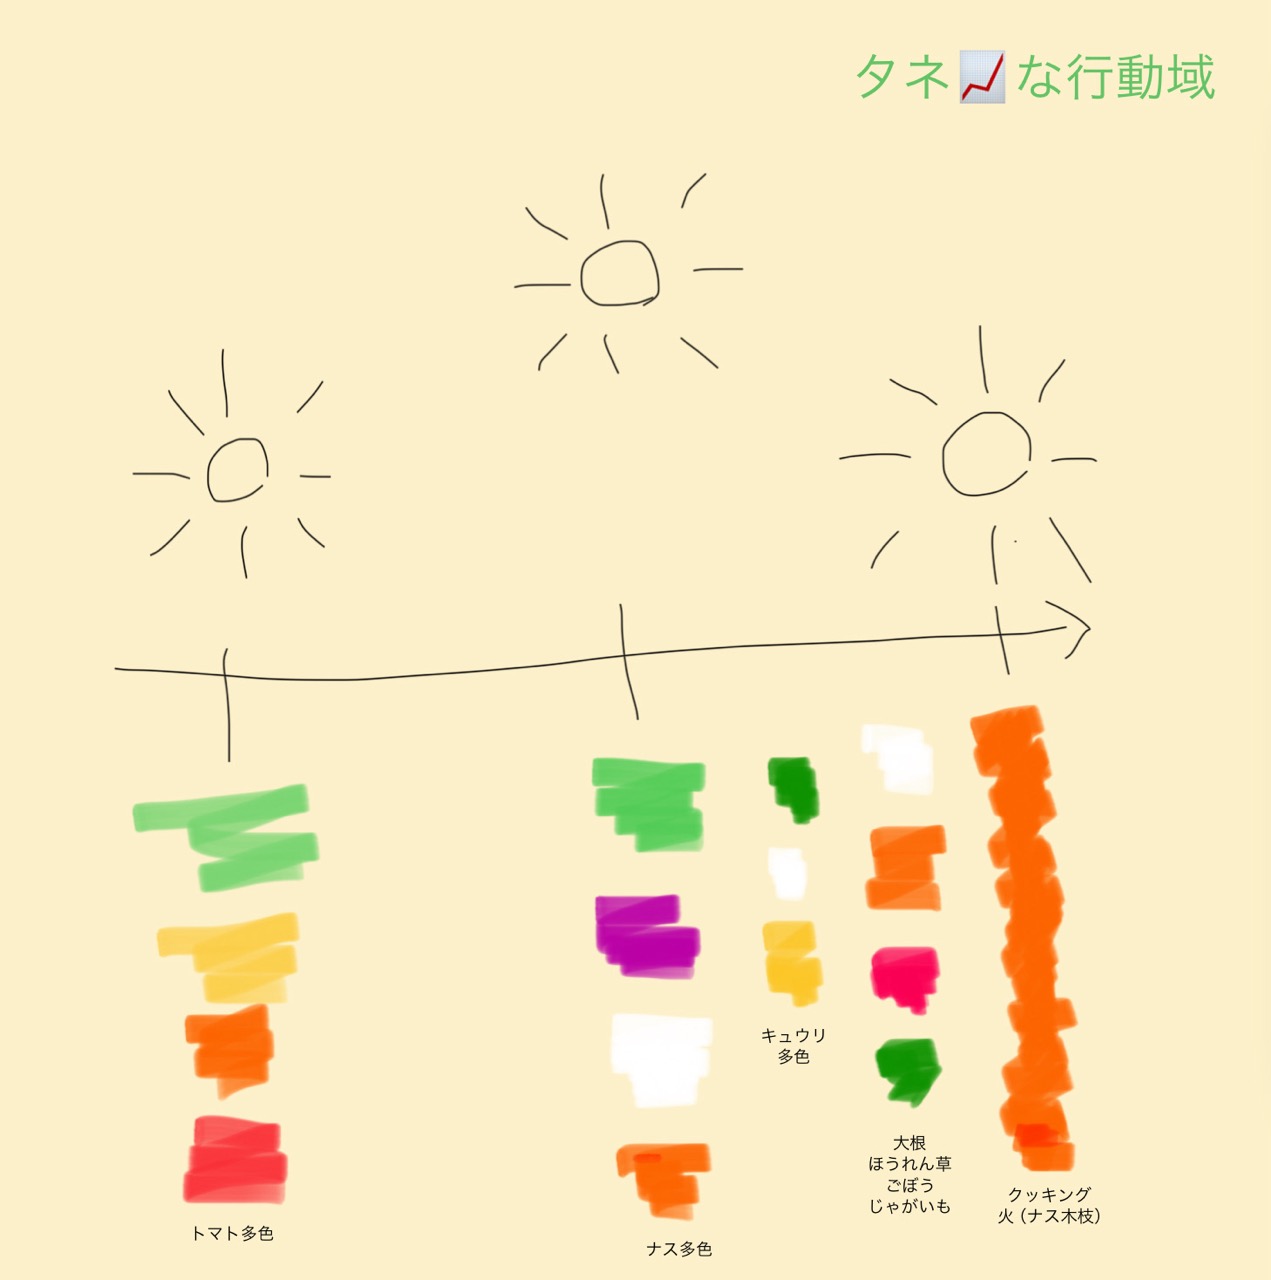 タネ📈な行動域
トマト多色
ナス多色
キュウリ
多色
大根
ほうれん草
ごぼう
じゃがいも
クッキング
火（ナス木枝）